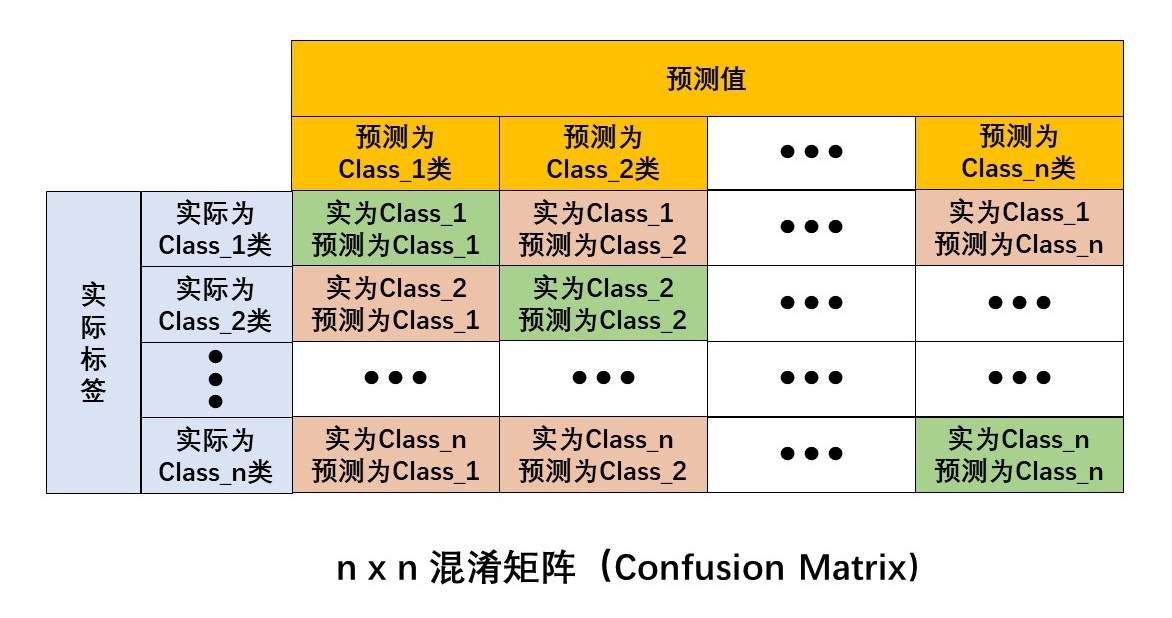 预测值
预测为
Class_1类
预测为
Class_2类
•••
预测为
Class_n类
实际标签
实际为
Class_1类
实为Class_1
预测为Class_1
实为Class_1
预测为Class_2
•••
实为Class_1
预测为Class_n
实际为
Class_2类
实为Class_2
预测为Class_1
实为Class_2
预测为Class_2
•••
•••
•••
•••
•••
•••
•••
实际为
Class_n类
实为Class_n
预测为Class_1
实为Class_n
预测为Class_2
•••
实为Class_n
预测为Class_n
n x n 混淆矩阵（Confusion Matrix)